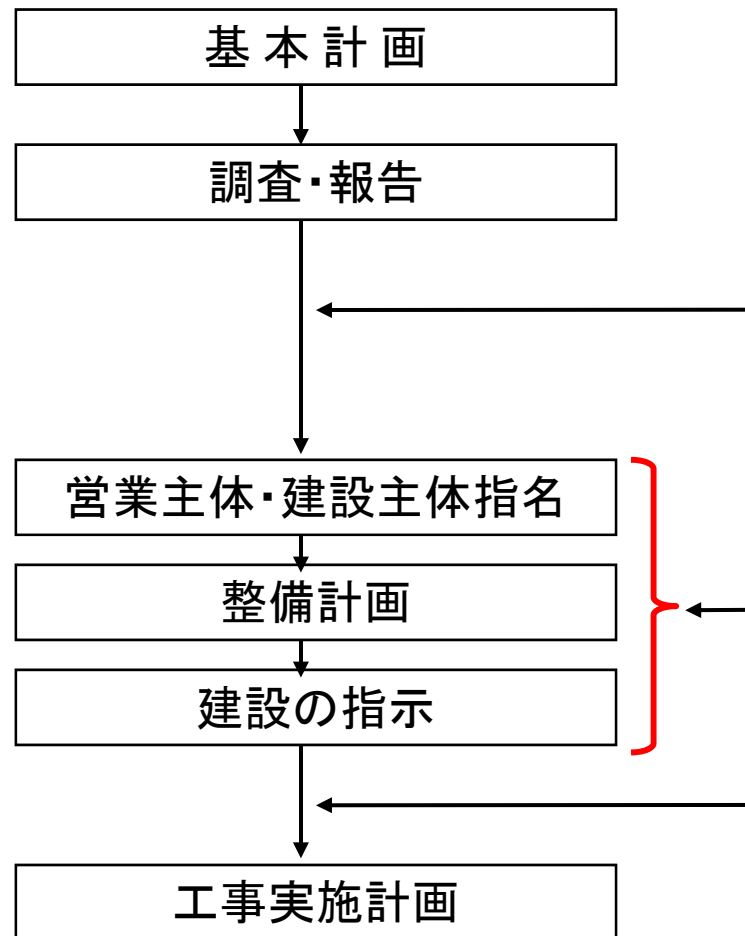 基本計画
調査・報告
営業主体・建設主体指名
整備計画
建設の指示
工事実施計画